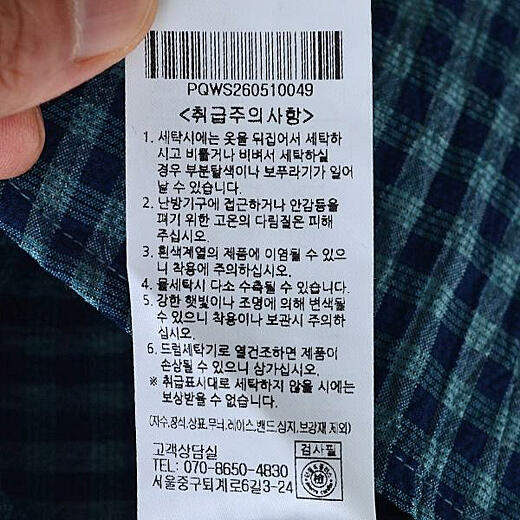 PQWS260510049
<취급주의사항>
1. 세탁시에는 옷을 뒤집어서 세탁하
시고 비틀거나 비벼서 세탁하실
경우 부분탈색이나 보푸라기가 일어
날 수 있습니다.
2. 난방기구에 접근하거나 안감등을
펴기 위한 고온의 다림질은 피해
주십시오.
3. 흰색계열의 제품에 이염될 수 있으
니 착용에 주의하십시오.
4. 물세탁시 다소 수축될 수 있습니다.
5. 강한 햇빛이나 조명에 의해 변색될
수 있으니 착용이나 보관시 주의하
십시오.
6. 드럼세탁기로 열건조하면 제품이
손상될 수 있으니 삼가십시오.
※ 취급표시대로 세탁하지 않을 시에는
보상받을 수 없습니다.
(자수,장식,상표,무늬,레이스,밴드,심지,보강재 제외)
고객상담실 검사필
TEL: 070-8650-4830
서울중구퇴계로6길3-24